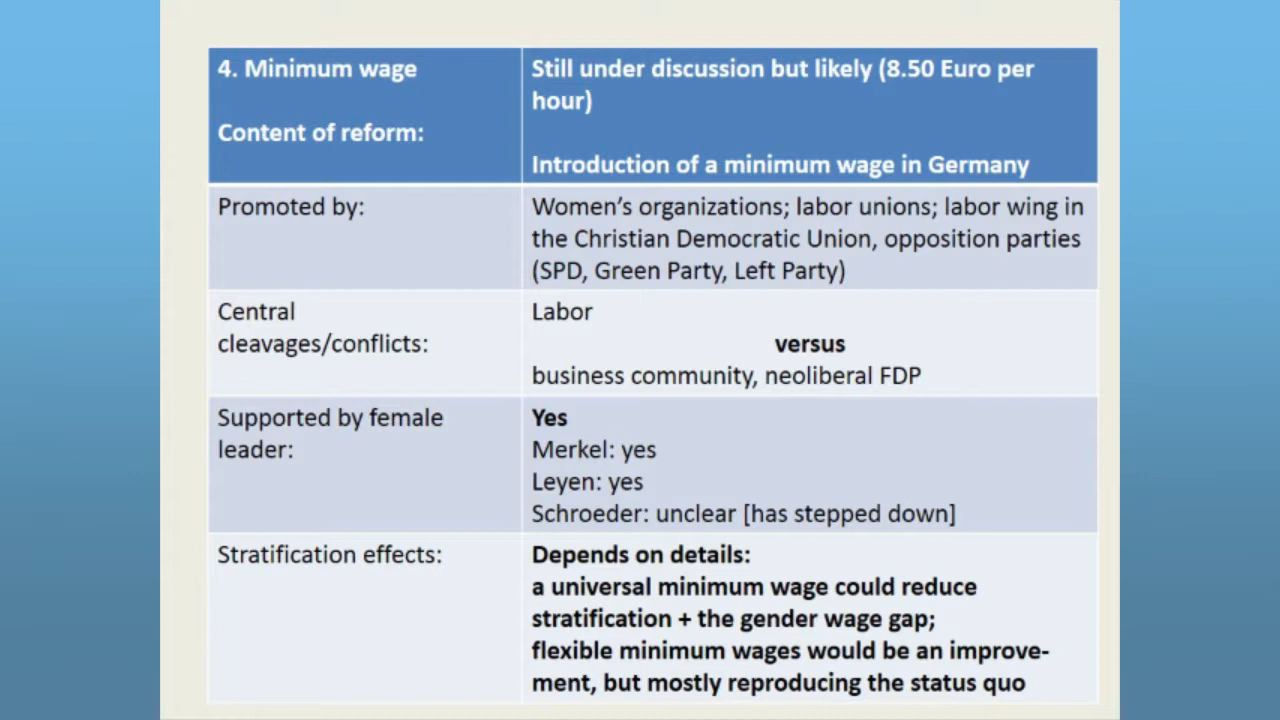 4. Minimum wage
Content of reform:
Still under discussion but likely (8.50 Euro per
hour)
Introduction of a minimum wage in Germany
Promoted by:
Women’s organizations; labor unions; labor wing in
the Christian Democratic Union, opposition parties
(SPD, Green Party, Left Party)
Central
cleavages/conflicts:
Labor
versus
business community, neoliberal FDP
Supported by female
leader:
Yes
Merkel: yes
Leyen: yes
Schroeder: unclear [has stepped down]
Stratification effects:
Depends on details:
a universal minimum wage could reduce
stratification + the gender wage gap;
flexible minimum wages would be an improve-
ment, but mostly reproducing the status quo